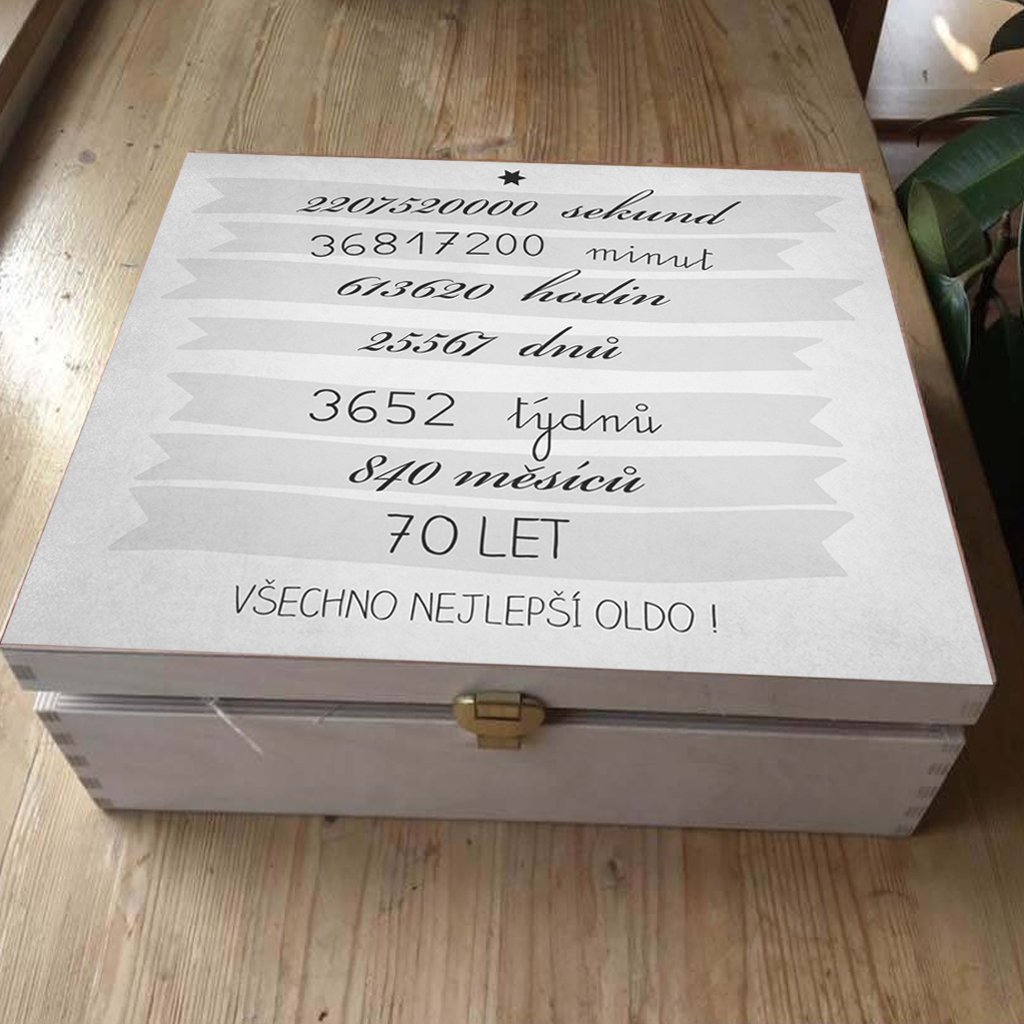 2207520000 sekund
36817200 minut
613620 hodin
25567 dnů
3652 týdnů
840 měsíců
70 LET
VŠECHNO NEJLEPŠÍ OLDO !